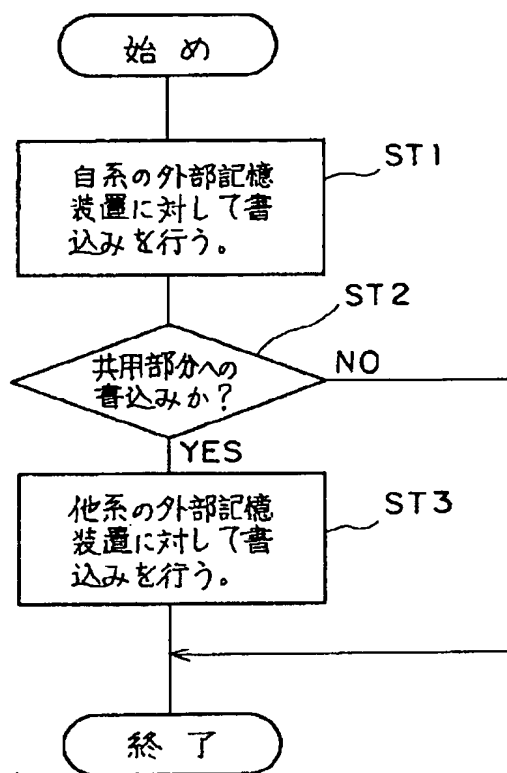 始め
ST1
自系の外部記憶
装置に対して書
込みを行う。
ST2
共用部分への
書込みか?
NO
YES
ST3
他系の外部記憶
装置に対して書
込みを行う。
終了